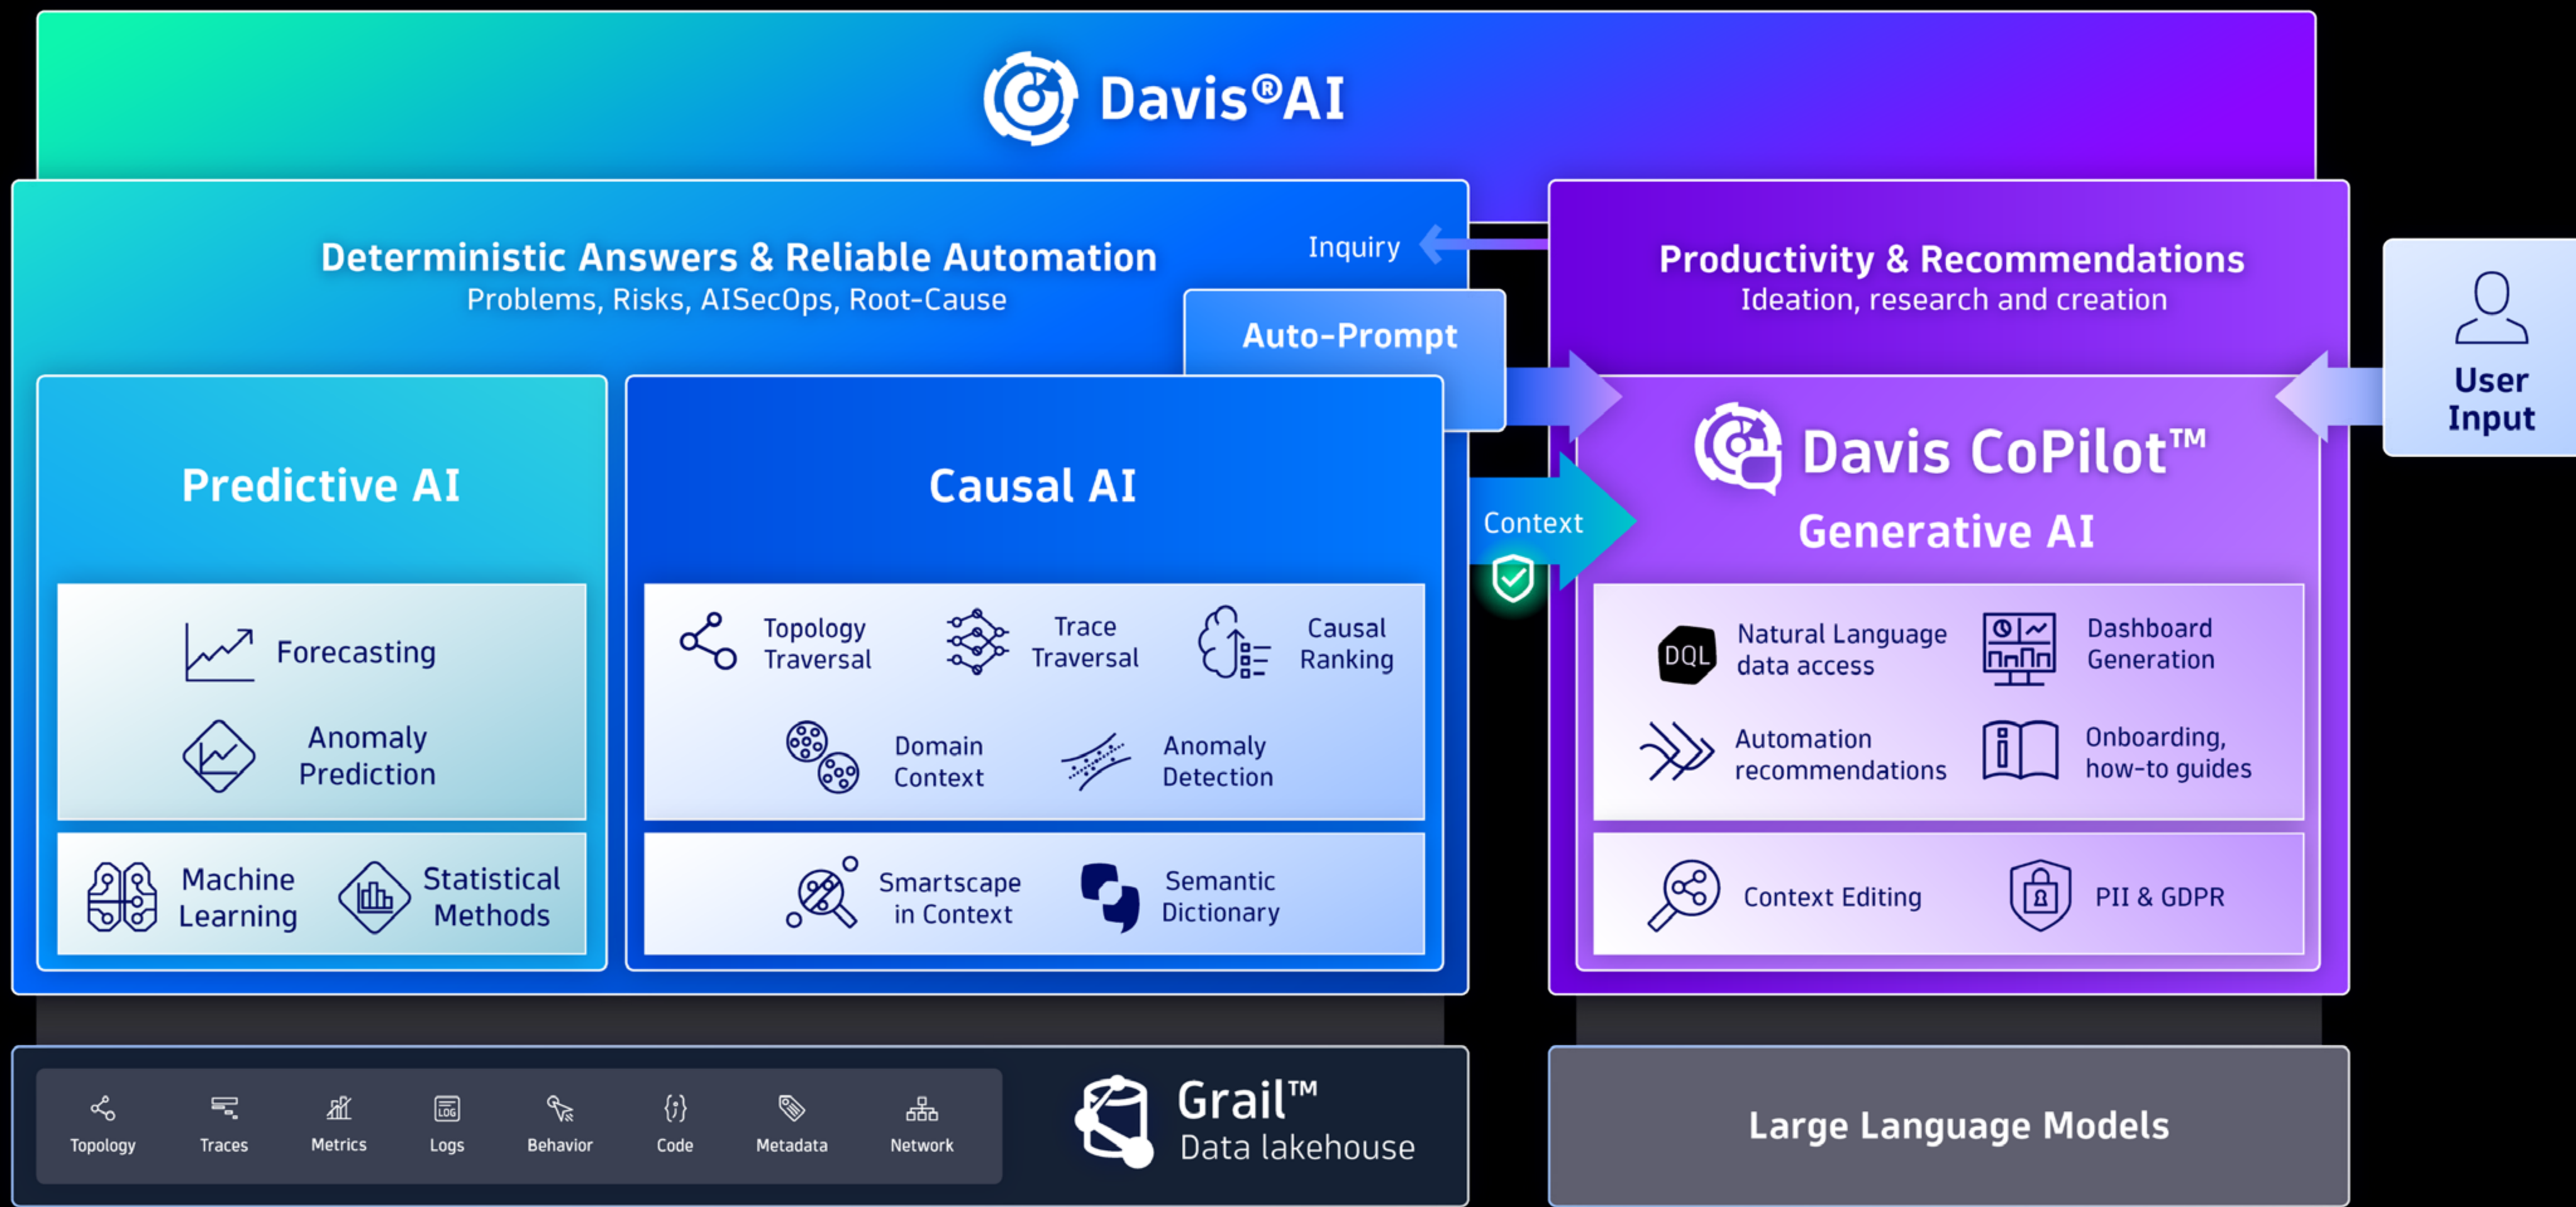 Davis®AI
Deterministic Answers & Reliable Automation
Problems, Risks, AISecOps, Root-Cause
Inquiry
Auto-Prompt
Productivity & Recommendations
Ideation, research and creation
User
Input
Predictive AI
Forecasting
Anomaly
Prediction
Machine
Learning
Statistical
Methods
Causal AI
Topology
Traversal
Trace
Traversal
Causal
Ranking
Domain
Context
Anomaly
Detection
Smartscape
in Context
Semantic
Dictionary
Context
Davis CoPilot™
Generative AI
DQL
Natural Language
data access
Dashboard
Generation
Automation
recommendations
Onboarding,
how-to guides
Context Editing
PII & GDPR
Topology
Traces
Metrics
LOG
Logs
Behavior
Code
Metadata
Network
Grail™
Data lakehouse
Large Language Models